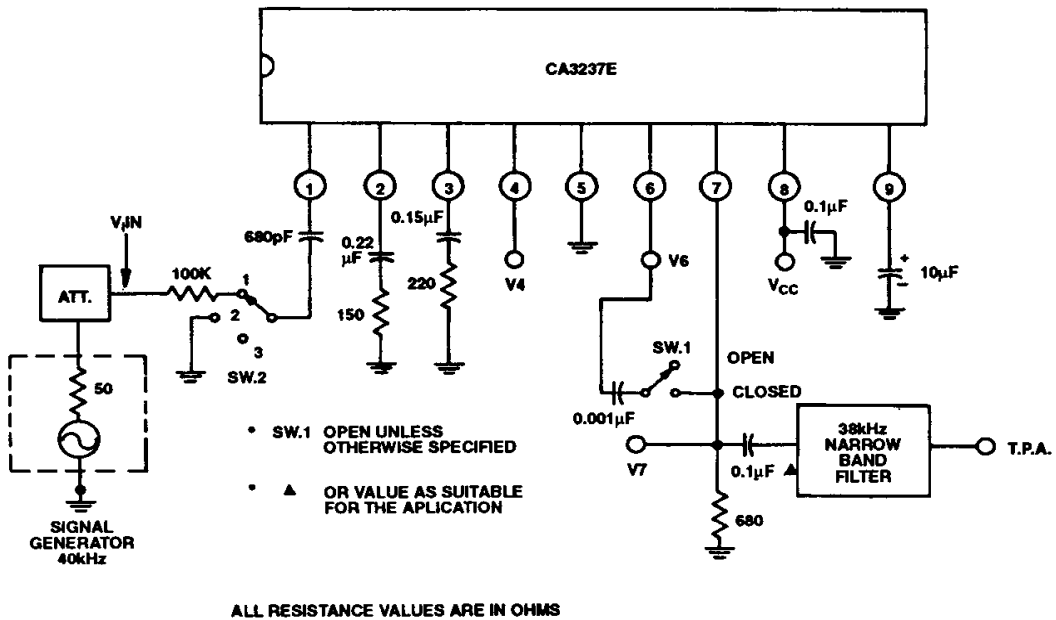 CA3237E
1
2
3
4
5
6
7
8
9
VIIN
680pF
0.22
µF
0.15µF
V4
V6
0.1µF
VCC
+
10µF
–
ATT.
100K
1
2
3
SW.2
150
220
50
SW.1
OPEN
CLOSED
0.001µF
V7
0.1µF
▲
38kHz
NARROW
BAND
FILTER
T.P.A.
680
• SW.1 OPEN UNLESS
OTHERWISE SPECIFIED
• ▲ OR VALUE AS SUITABLE
FOR THE APLICATION
SIGNAL
GENERATOR
40kHz
ALL RESISTANCE VALUES ARE IN OHMS